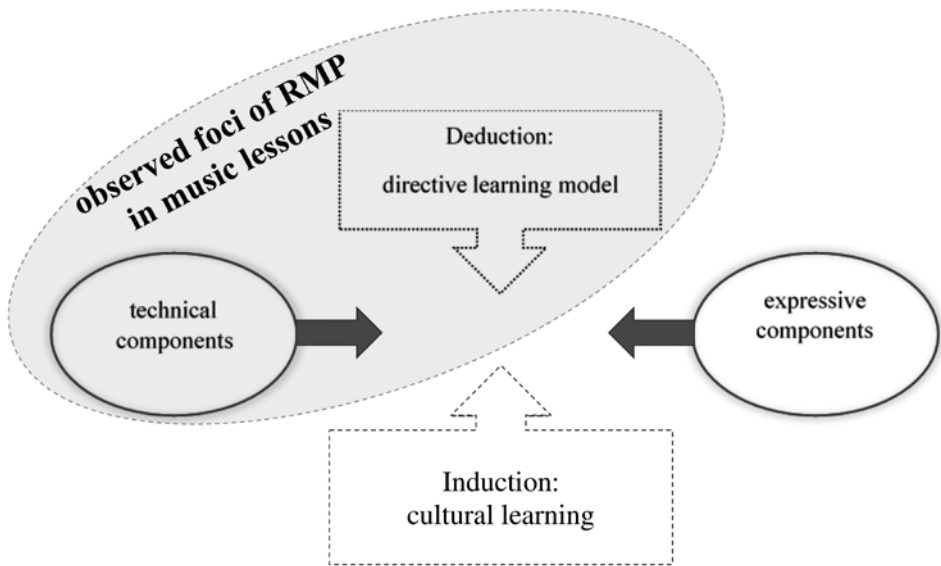 observed foci of RMP
in music lessons
Deduction:
directive learning model
technical
components
expressive
components
Induction:
cultural learning